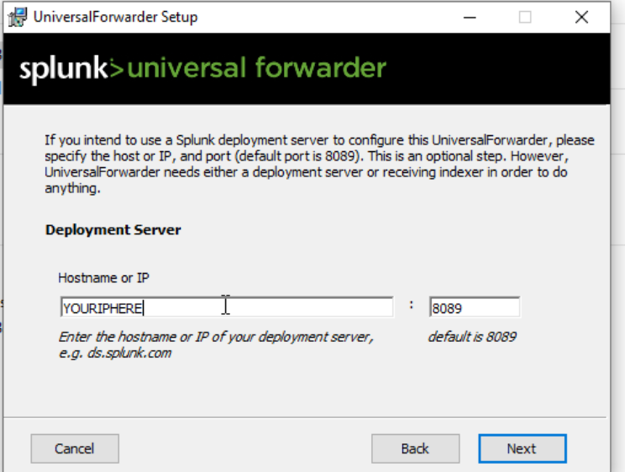 UniversalForwarder Setup
splunk>universal forwarder
If you intend to use a Splunk deployment server to configure this UniversalForwarder, please
specify the host or IP, and port (default port is 8089). This is an optional step. However,
UniversalForwarder needs either a deployment server or receiving indexer in order to do
anything.
Deployment Server
Hostname or IP
YOURIPHERE : 8089
Enter the hostname or IP of your deployment server, default is 8089
e.g. ds.splunk.com
Cancel Back Next